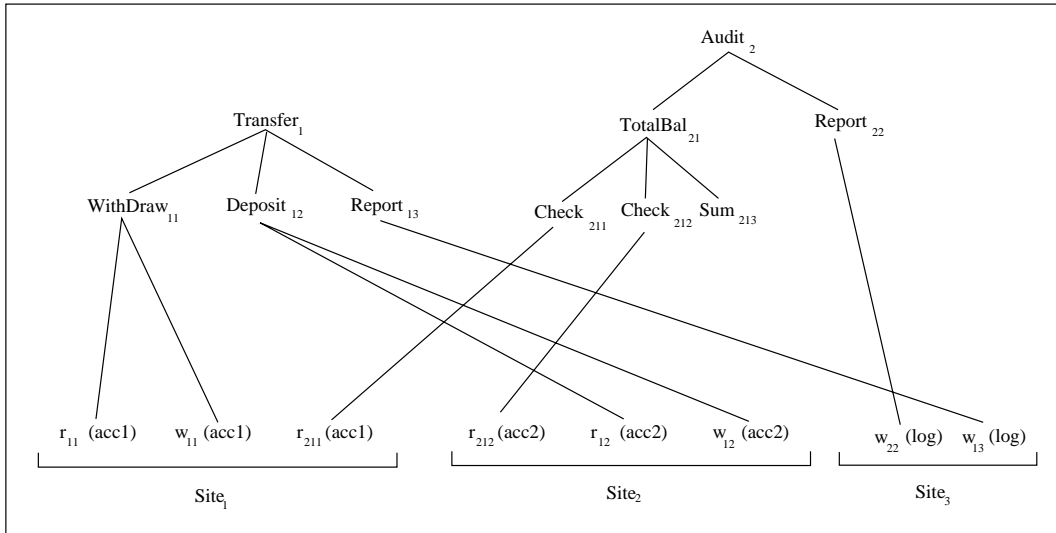 Audit 2
Transfer 1 TotalBal 21 Report 22
WithDraw 11 Deposit 12 Report 13 Check 211 Check 212 Sum 213
r 11 (acc1) w 11 (acc1) r 211 (acc1) r 212 (acc2) r 12 (acc2) w 12 (acc2) w 22 (log) w 13 (log)
Site 1 Site 2 Site 3